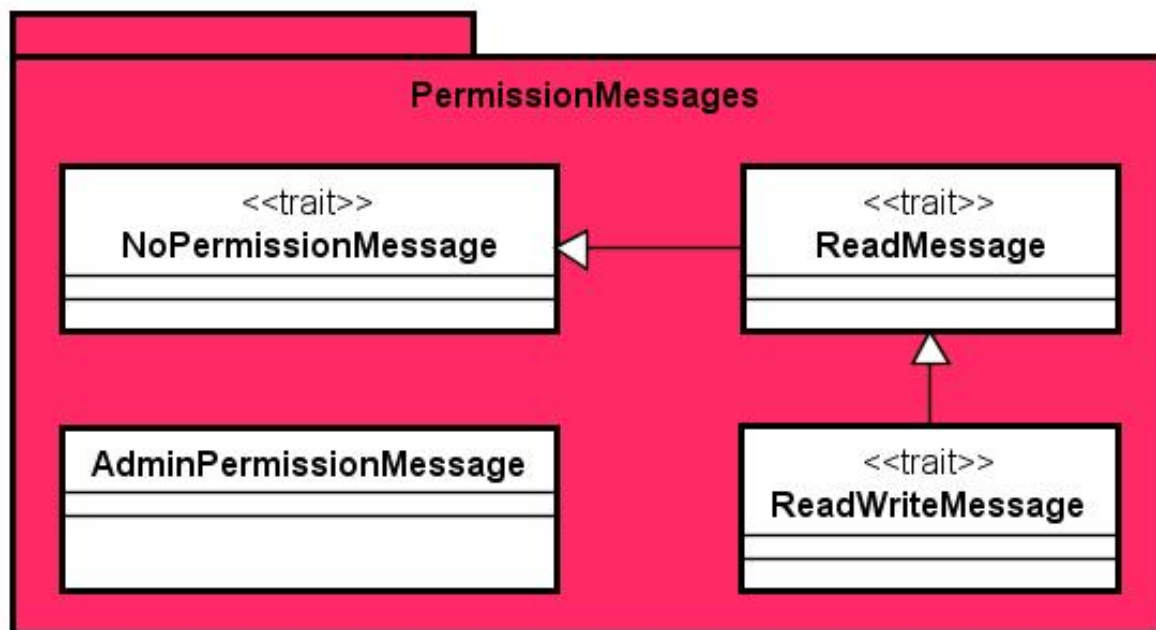 PermissionMessages
<<trait>>
NoPermissionMessage
<<trait>>
ReadMessage
AdminPermissionMessage
<<trait>>
ReadWriteMessage